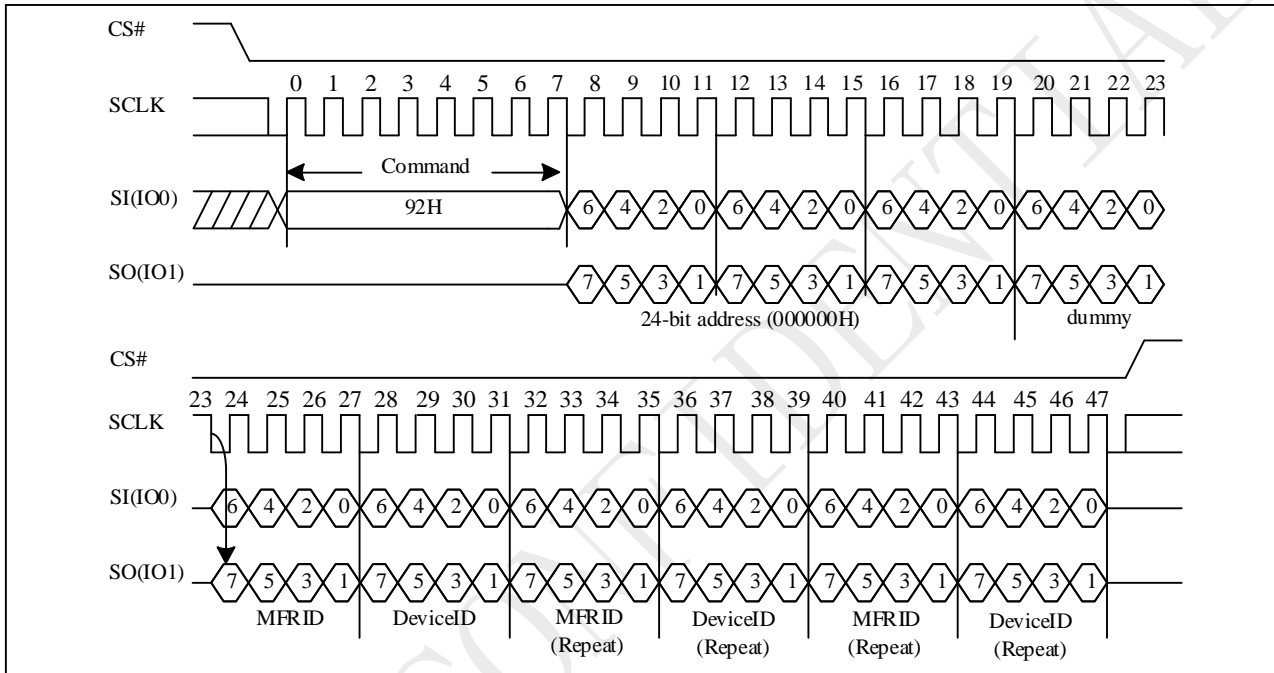 CS#
0 1 2 3 4 5 6 7 8 9 10 11 12 13 14 15 16 17 18 19 20 21 22 23
SCLK
Command
SI(IO0) 92H 6 4 2 0 6 4 2 0 6 4 2 0 6 4 2 0
SO(IO1) 7 5 3 1 7 5 3 1 7 5 3 1 7 5 3 1
24-bit address (000000H) dummy
CS#
23 24 25 26 27 28 29 30 31 32 33 34 35 36 37 38 39 40 41 42 43 44 45 46 47
SCLK
SI(IO0) 6 4 2 0 6 4 2 0 6 4 2 0 6 4 2 0 6 4 2 0 6 4 2 0
SO(IO1) 7 5 3 1 7 5 3 1 7 5 3 1 7 5 3 1 7 5 3 1 7 5 3 1
MFRID DeviceID MFRID DeviceID MFRID DeviceID
(Repeat) (Repeat) (Repeat) (Repeat)
CONFIDENTIAL